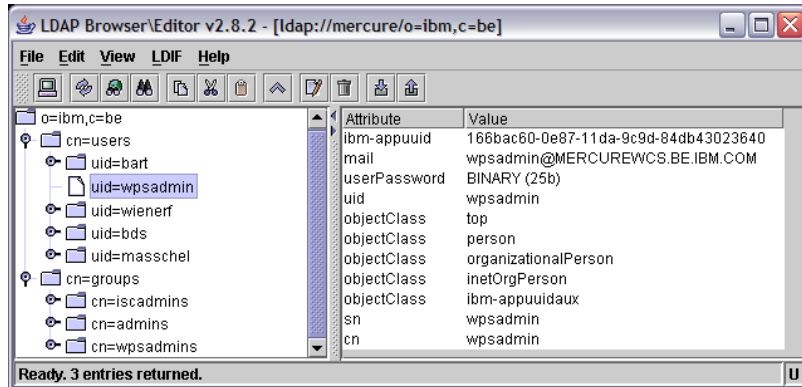 LDAP Browser\Editor v2.8.2 - [ldap://mercure/o=ibm,c=be]
File Edit View LDIF Help
o=ibm,c=be
cn=users
uid=bart
uid=wpsadmin
uid=wienerf
uid=bds
uid=masschel
cn=groups
cn=iscadmins
cn=admins
cn=wpsadmins
Attribute Value
ibm-appuuid 166bac60-0e87-11da-9c9d-84db43023640
mail wpsadmin@MERCUREWCS.BE.IBM.COM
userPassword BINARY (25b)
uid wpsadmin
objectClass top
objectClass person
objectClass organizationalPerson
objectClass inetOrgPerson
objectClass ibm-appuuidaux
sn wpsadmin
cn wpsadmin
Ready. 3 entries returned.
U